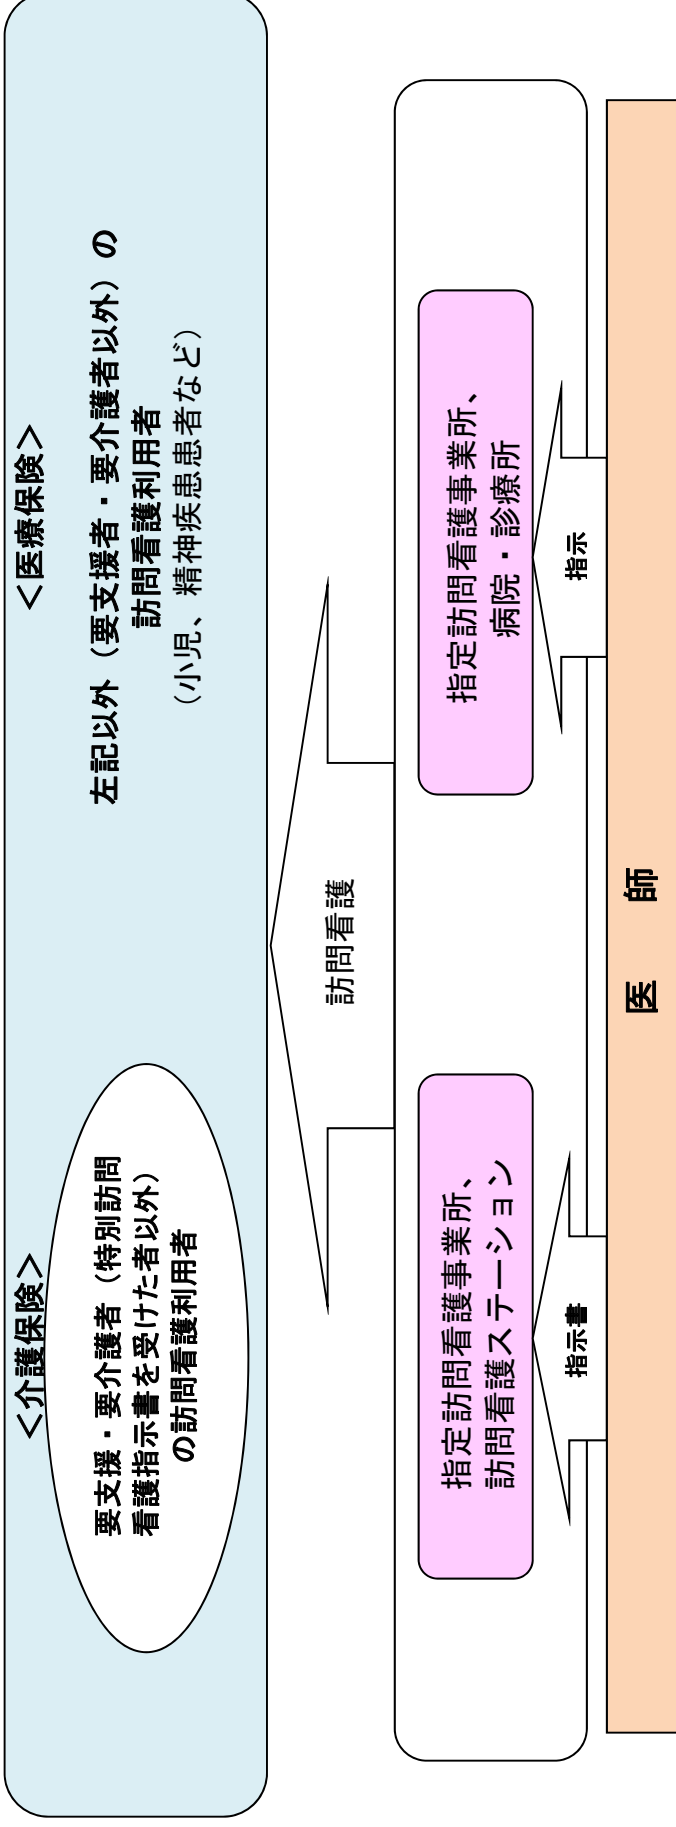 ＜介護保険＞
要支援・要介護者（特別訪問
看護指示書を受けた者以外）
の訪問看護利用者
＜医療保険＞
左記以外（要支援者・要介護者以外）の
訪問看護利用者
（小児、精神疾患患者など）
訪問看護
指定訪問看護事業所、
訪問看護ステーション
指定訪問看護事業所、
病院・診療所
指示書
指示
医　師